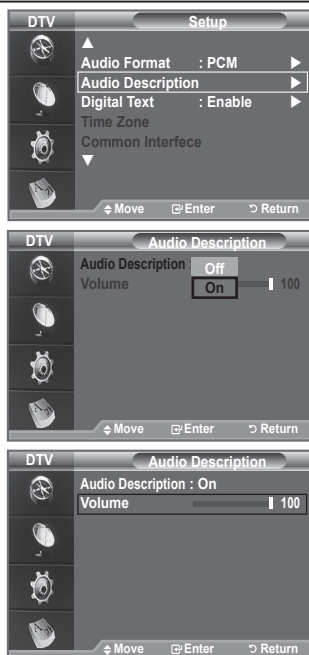 DTV Setup
▲
Audio Format : PCM ►
Audio Description ►
Digital Text : Enable ►
Time Zone
Common Interfece
▼
Move Enter Return
DTV Audio Description
Audio Description : Off
Volume On 100
Move Enter Return
DTV Audio Description
Audio Description : On
Volume 100
Move Enter Return